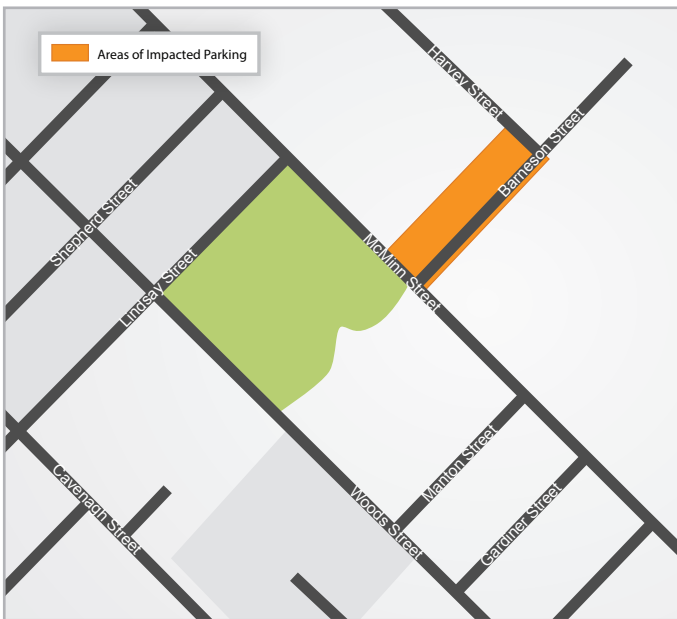 Areas of Impacted Parking
Harvey Street
Barneson Street
Shepherd Street
McMinn Street
Lindsay Street
Manton Street
Cavenagh Street
Woods Street
Gardiner Street